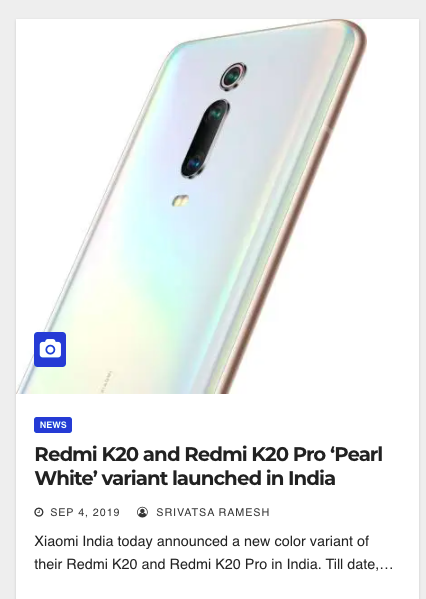 NEWS
Redmi K20 and Redmi K20 Pro ‘Pearl
White’ variant launched in India
SEP 4, 2019 SRIVATSA RAMESH
Xiaomi India today announced a new color variant of
their Redmi K20 and Redmi K20 Pro in India. Till date,…